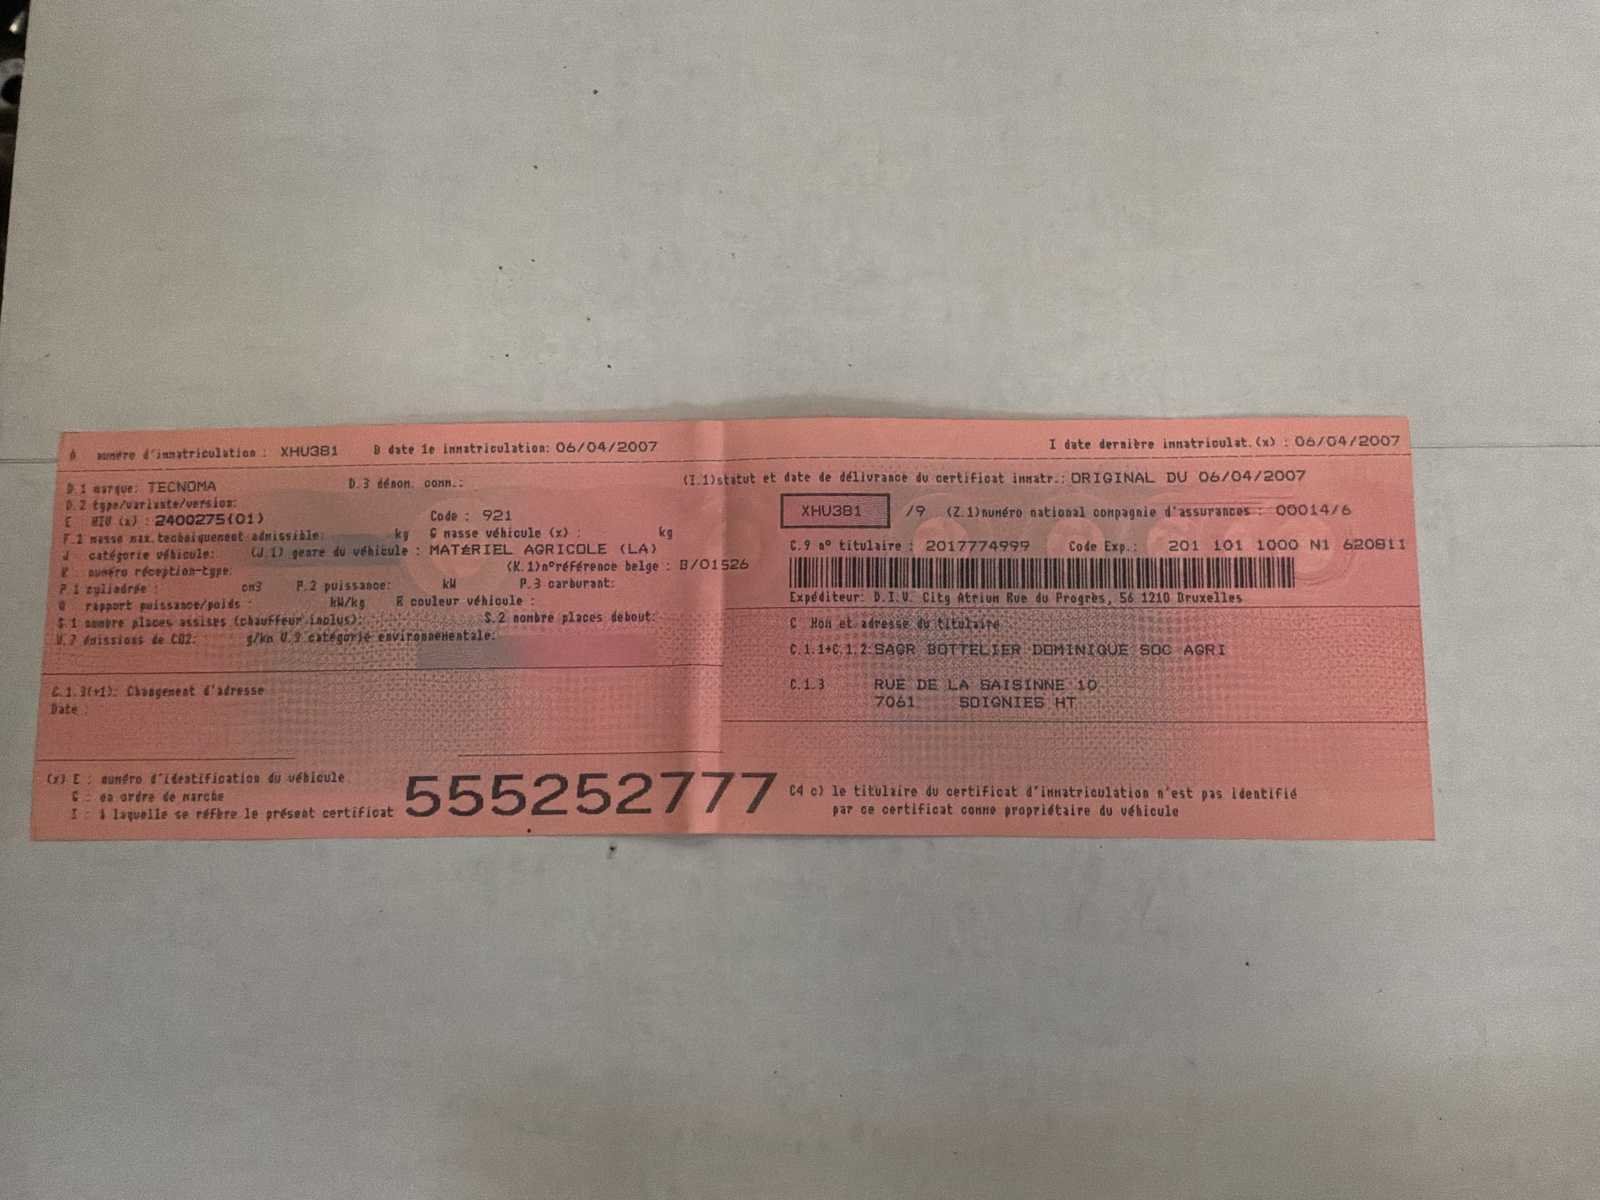 A numéro d'immatriculation : XHU381 B date 1e immatriculation: 06/04/2007 I date dernière immatriculat.(x) : 06/04/2007
D.1 marque: TECNOMA D.3 dénom. comm.: (I.1)statut et date de délivrance du certificat immatr.: ORIGINAL DU 06/04/2007
D.2 type/variante/version:
E NIV (x) : 2400275(01) Code : 921 XHU381 /9 (Z.1)numéro national compagnie d'assurances : 00014/6
F.2 masse max.techniquement admissible: kg G masse véhicule (x) : kg
J catégorie véhicule: (J.1) genre du véhicule : MATéRIEL AGRICOLE (LA) C.9 n° titulaire : 2017774999 Code Exp.: 201 101 1000 N1 620811
K numéro réception-type: (K.1)n°référence belge : B/01526
P.1 cylindrée : cm3 P.2 puissance: kW P.3 carburant:
Q rapport puissance/poids : kW/kg R couleur véhicule : Expéditeur: D.I.V. City Atrium Rue du Progrès, 56 1210 Bruxelles
S.1 nombre places assises (chauffeur inclus): S.2 nombre places debout: C Nom et adresse du titulaire
V.7 émissions de CO2: g/km V.9 catégorie environnementale:
C.1.1+C.1.2:SAGR BOTTELIER DOMINIQUE SOC AGRI
C.1.3(+1): Changement d'adresse C.1.3 RUE DE LA SAISINNE 10
Date : 7061 SOIGNIES HT
(x) E : numéro d'identification du véhicule
G : en ordre de marche
I : à laquelle se réfère le présent certificat
555252777
C4 c) le titulaire du certificat d'immatriculation n'est pas identifié
par ce certificat comme propriétaire du véhicule